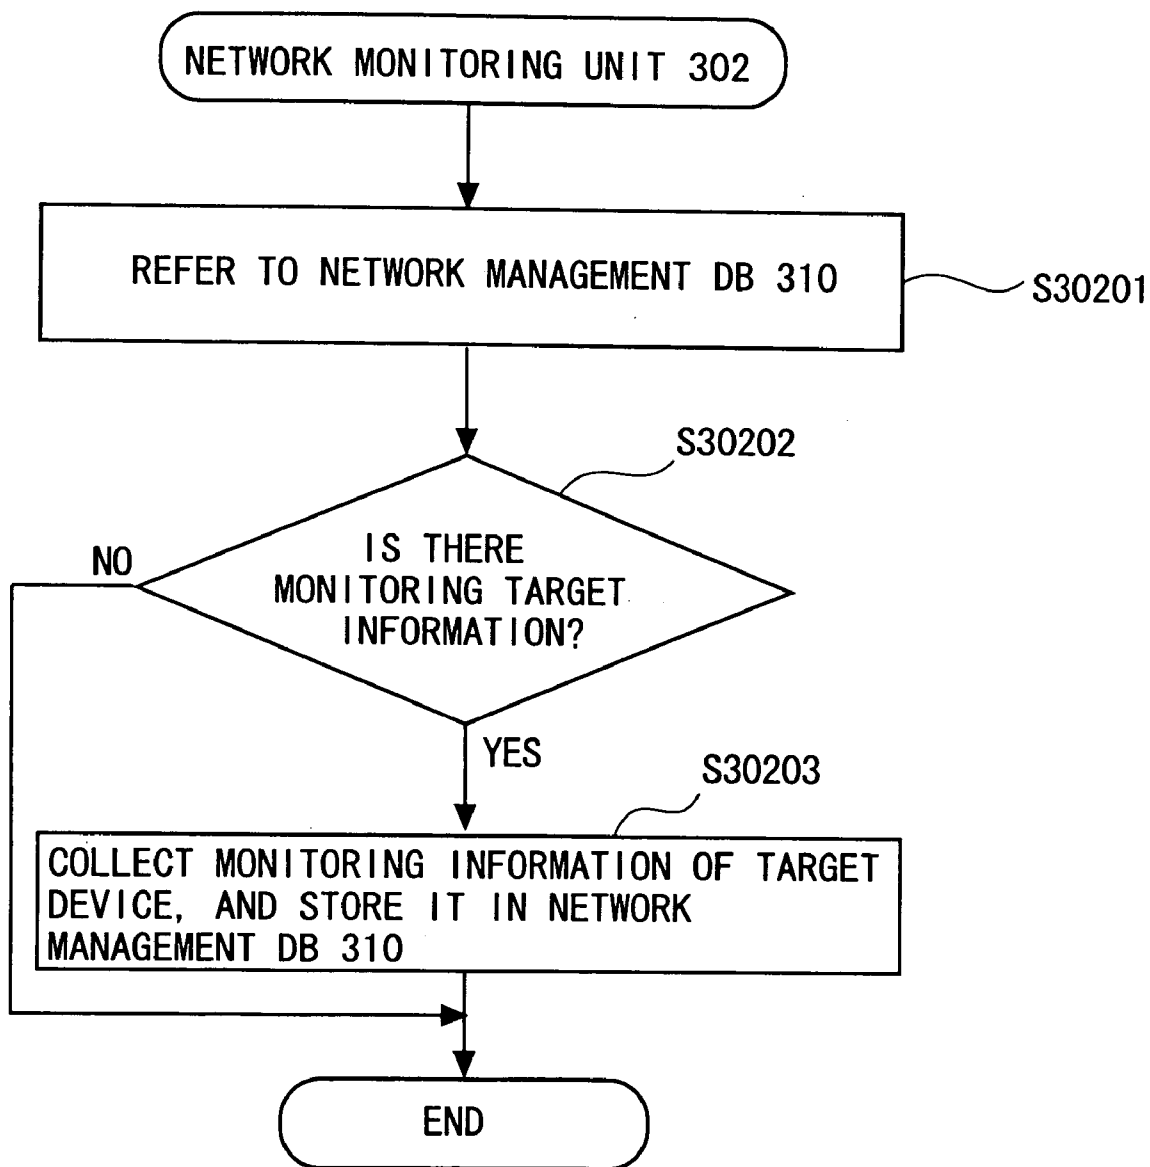 NETWORK MONITORING UNIT 302
REFER TO NETWORK MANAGEMENT DB 310
S30201
S30202
IS THERE
MONITORING TARGET
INFORMATION?
NO
YES
S30203
COLLECT MONITORING INFORMATION OF TARGET
DEVICE, AND STORE IT IN NETWORK
MANAGEMENT DB 310
END